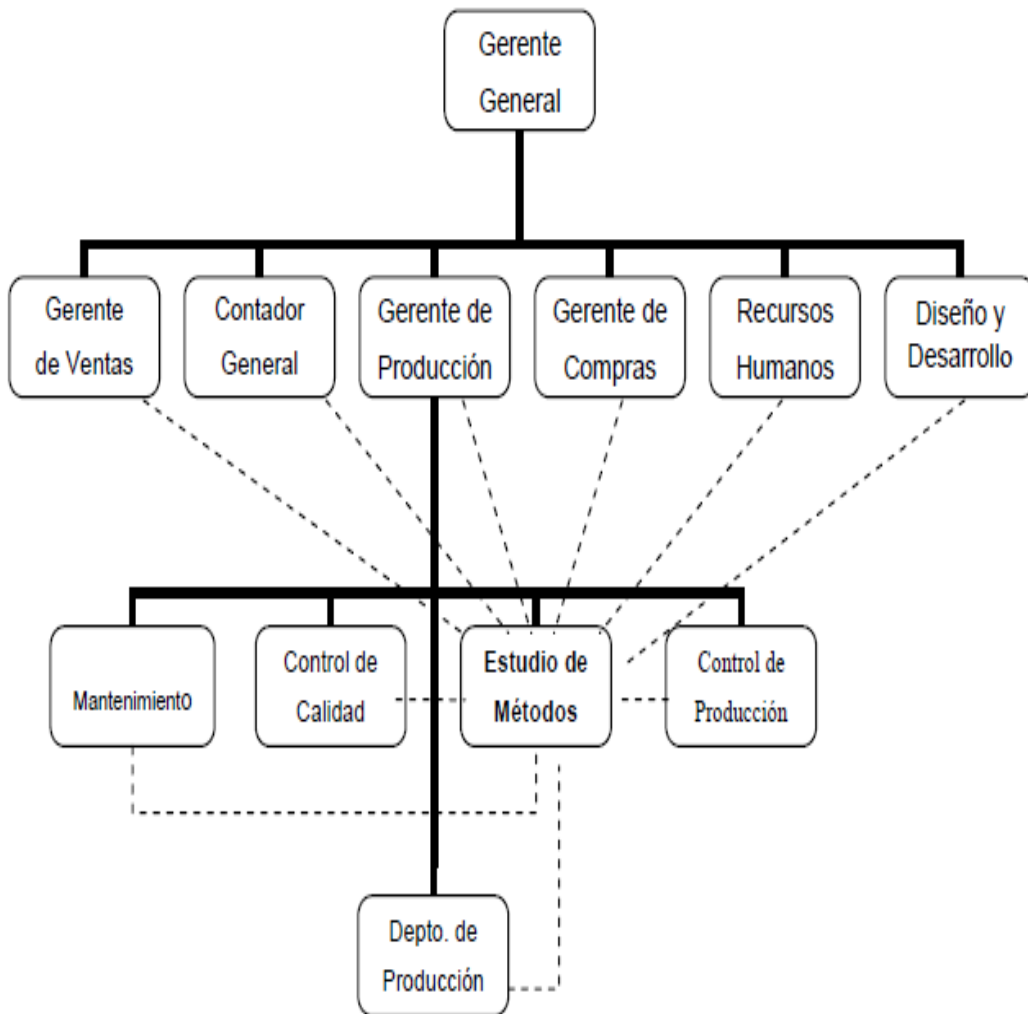 Gerente
General
Gerente
de Ventas
Contador
General
Gerente de
Producción
Gerente de
Compras
Recursos
Humanos
Diseño y
Desarrollo
Mantenimiento
Control de
Calidad
Estudio de
Métodos
Control de
Producción
Depto. de
Producción